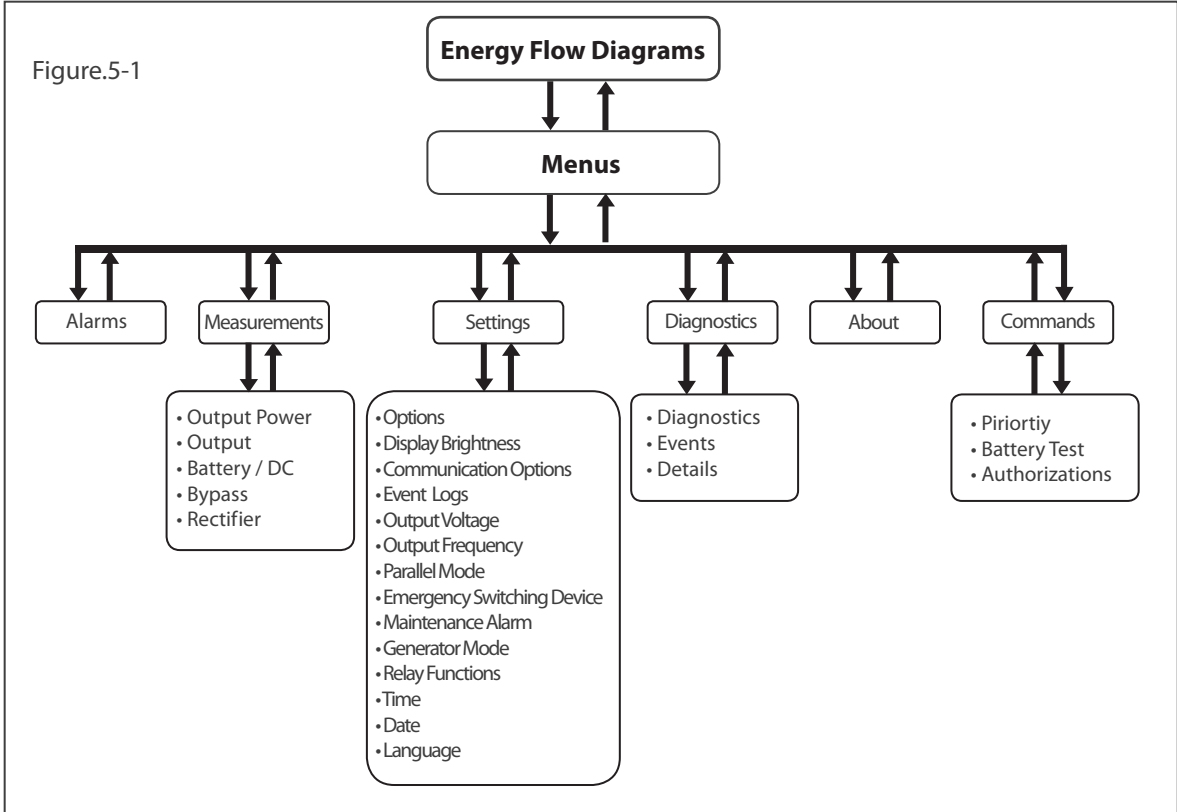 Figure.5-1
Energy Flow Diagrams
Menus
Alarms
Measurements
Settings
Diagnostics
About
Commands
• Output Power
• Output
• Battery / DC
• Bypass
• Rectifier
• Options
• Display Brightness
• Communication Options
• Event Logs
• Output Voltage
• Output Frequency
• Parallel Mode
• Emergency Switching Device
• Maintenance Alarm
• Generator Mode
• Relay Functions
• Time
• Date
• Language
• Diagnostics
• Events
• Details
• Piriortiy
• Battery Test
• Authorizations